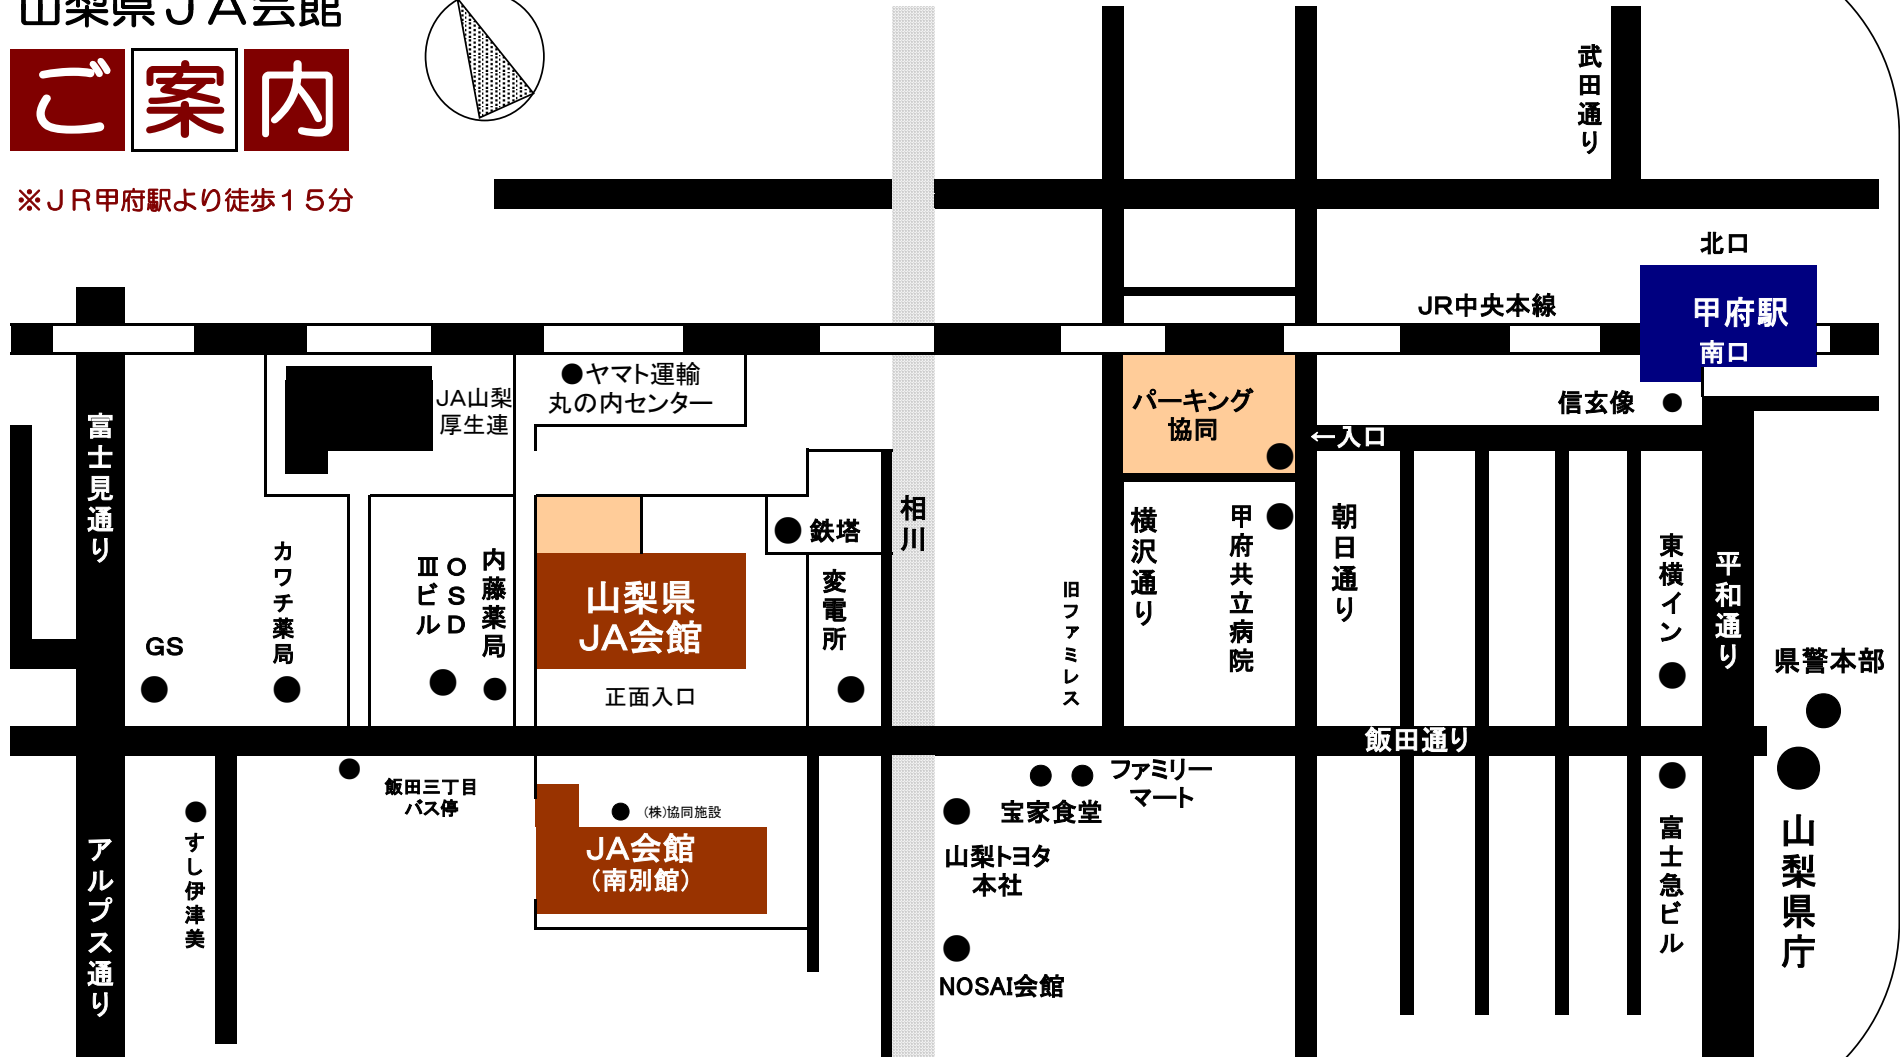 山梨県ＪＡ会館
ご案内
※ＪＲ甲府駅より徒歩１５分
武田通り
北口
JR中央本線
甲府駅
南口
ヤマト運輸
丸の内センター
JA山梨
厚生連
パーキング
協同
信玄像
←入口
富士見通り
相川
鉄塔
横沢通り
甲府共立病院
朝日通り
東横イン
平和通り
カワチ薬局
ＯＳＤ
Ⅲビル
内藤薬局
山梨県
JA会館
変電所
旧ファミレス
GS
正面入口
県警本部
飯田通り
飯田三丁目
バス停
(株)協同施設
JA会館
（南別館）
宝家食堂
ファミリー
マート
山梨トヨタ
本社
NOSAI会館
富士急ビル
山梨県庁
アルプス通り
すし伊津美